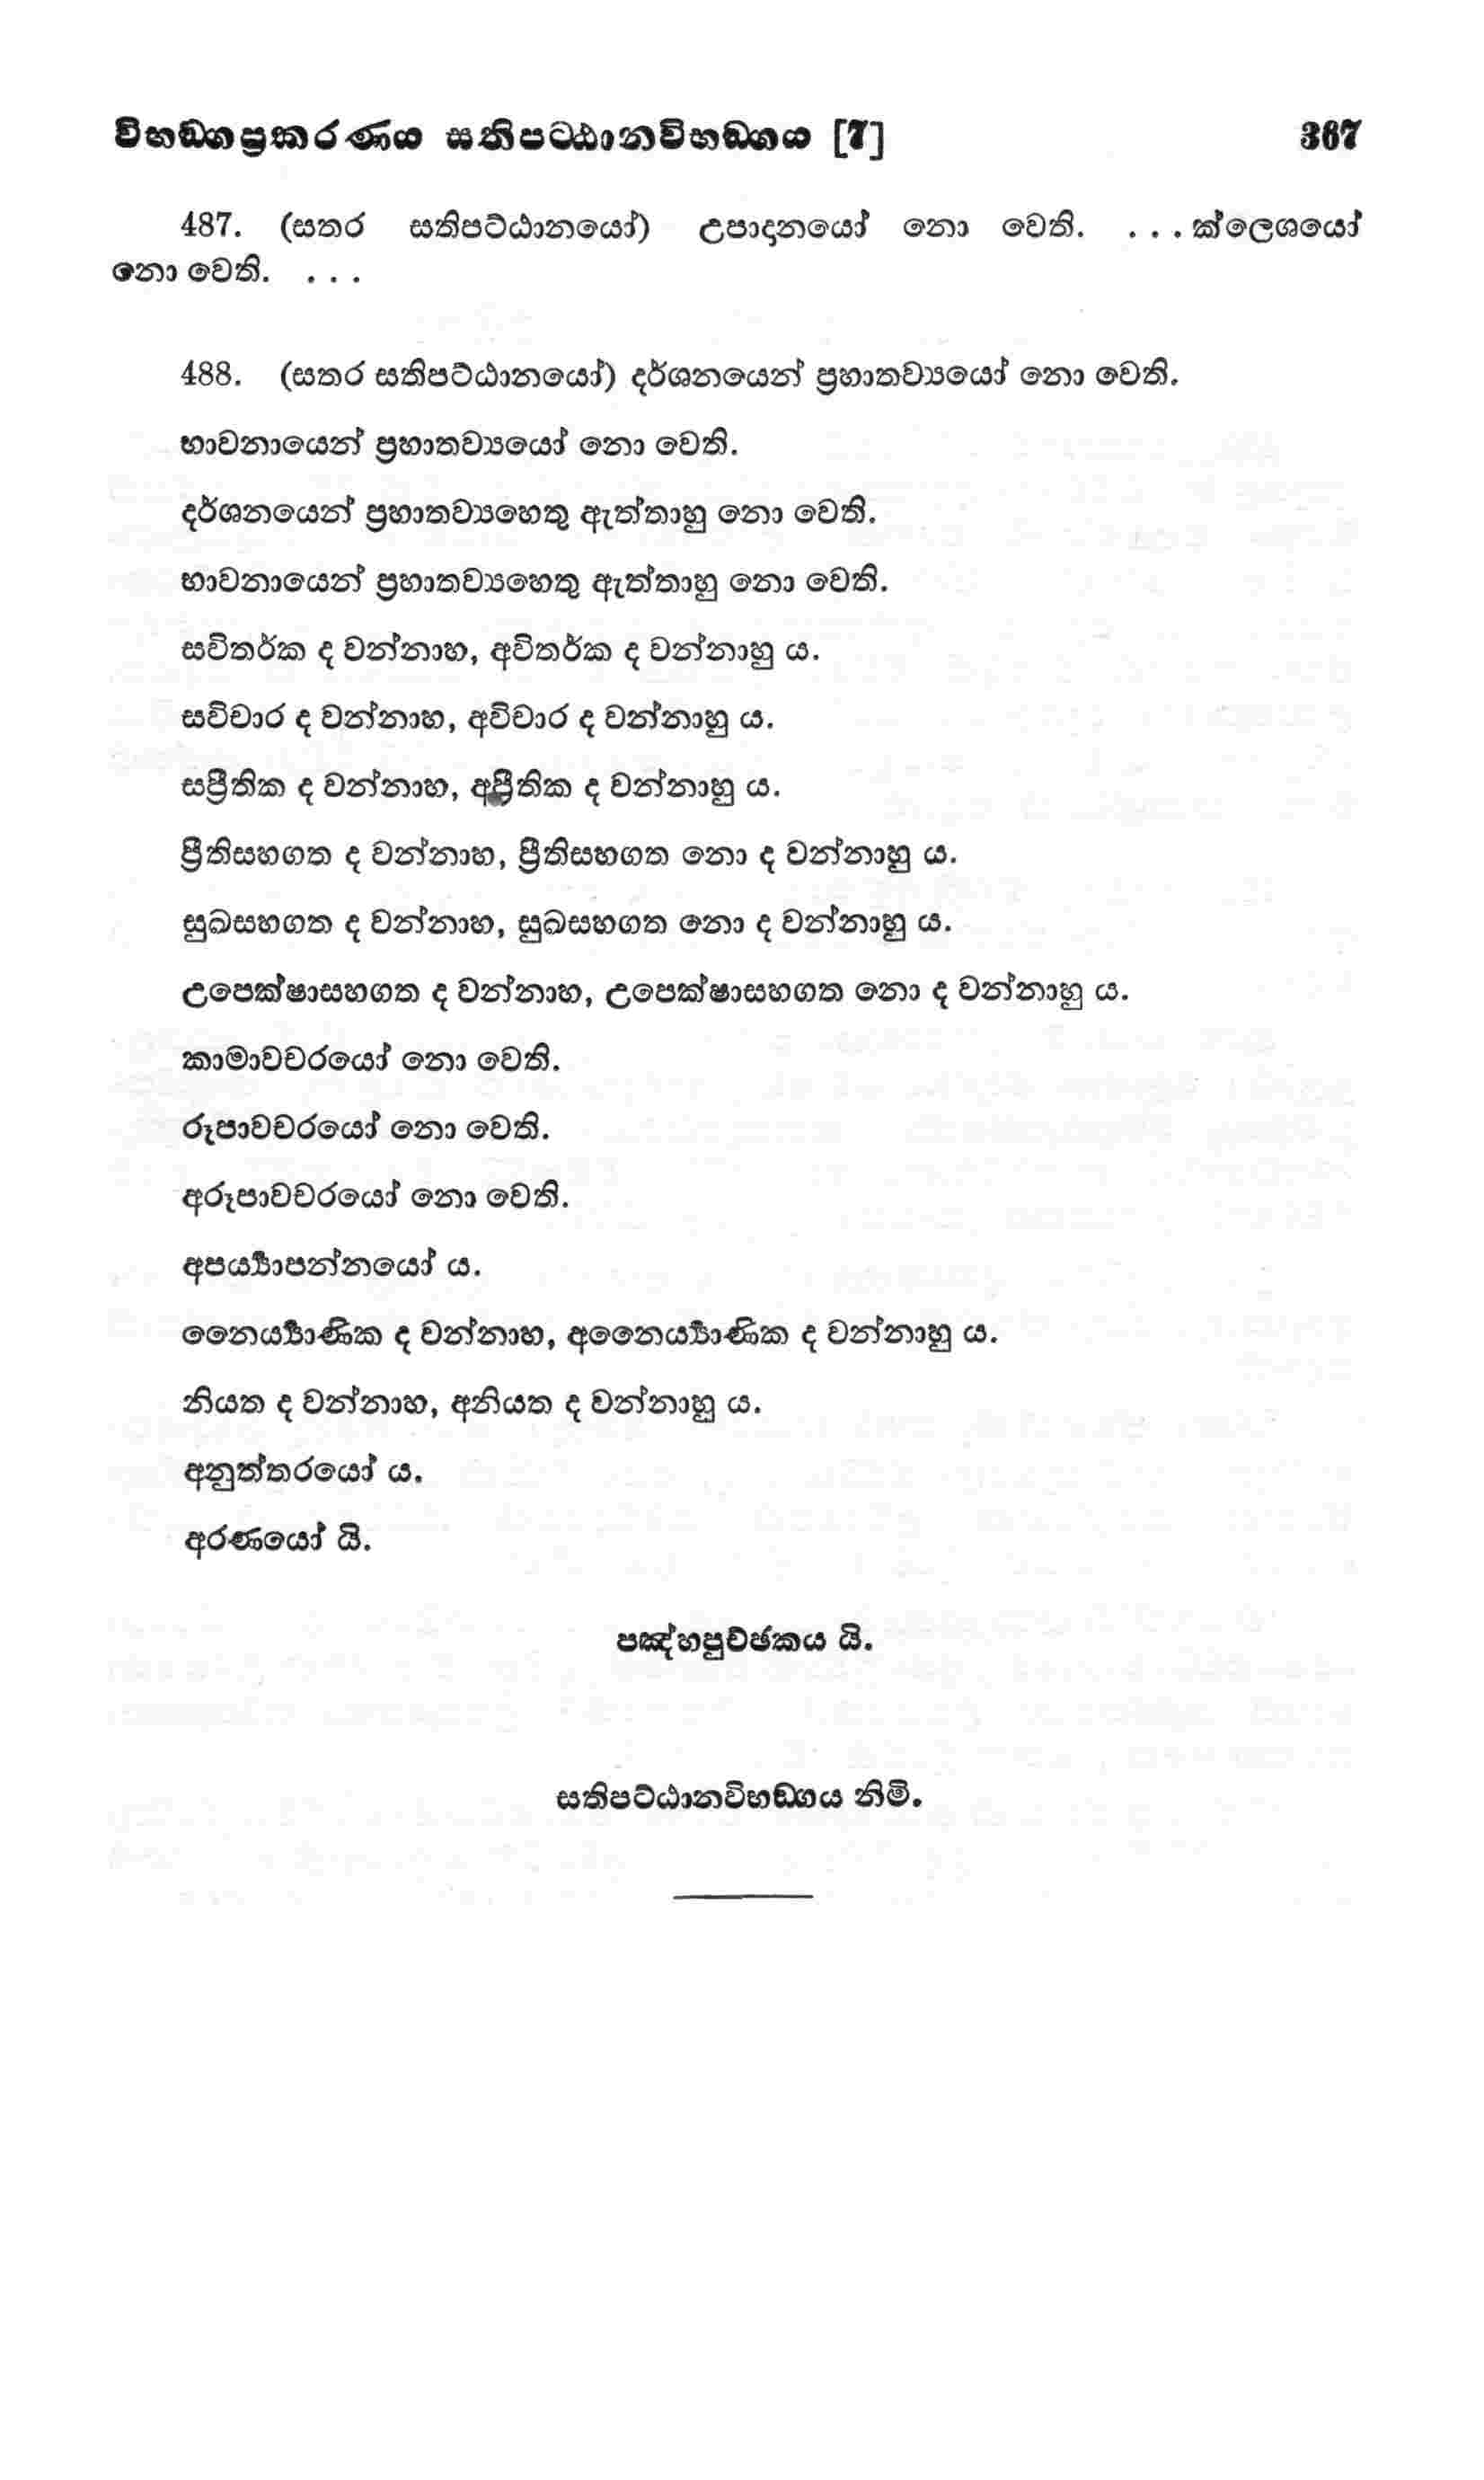 විභඞ්ගප්‍රකරණය සතිපට්ඨානවිභඞ්ගය [7] 367
487. (සතර සතිපට්ඨානයෝ) උපාදානයෝ නො වෙති. ... ක්ලෙශයෝ
නො වෙති. ...
488. (සතර සතිපට්ඨානයෝ) දර්ශනයෙන් ප්‍රහාතව්‍යයෝ නො වෙති.
භාවනායෙන් ප්‍රහාතව්‍යයෝ නො වෙති.
දර්ශනයෙන් ප්‍රහාතව්‍යහෙතු ඇත්තාහු නො වෙති.
භාවනායෙන් ප්‍රහාතව්‍යහෙතු ඇත්තාහු නො වෙති.
සවිතර්ක ද වන්නාහ, අවිතර්ක ද වන්නාහු ය.
සවිචාර ද වන්නාහ, අවිචාර ද වන්නාහු ය.
සප්‍රීතික ද වන්නාහ, අප්‍රීතික ද වන්නාහු ය.
ප්‍රීතිසහගත ද වන්නාහ, ප්‍රීතිසහගත නො ද වන්නාහු ය.
සුඛසහගත ද වන්නාහ, සුඛසහගත නො ද වන්නාහු ය.
උපෙක්ෂාසහගත ද වන්නාහ, උපෙක්ෂාසහගත නො ද වන්නාහු ය.
කාමාවචරයෝ නො වෙති.
රූපාවචරයෝ නො වෙති.
අරූපාවචරයෝ නො වෙති.
අපර්‍ය්‍යාපන්නයෝ ය.
නෛර්‍ය්‍යාණික ද වන්නාහ, අනෛර්‍ය්‍යාණික ද වන්නාහු ය.
නියත ද වන්නාහ, අනියත ද වන්නාහු ය.
අනුත්තරයෝ ය.
අරණයෝ යි.
පඤ්හපුච්ඡකය යි.
සතිපට්ඨානවිභඞ්ගය නිමි.